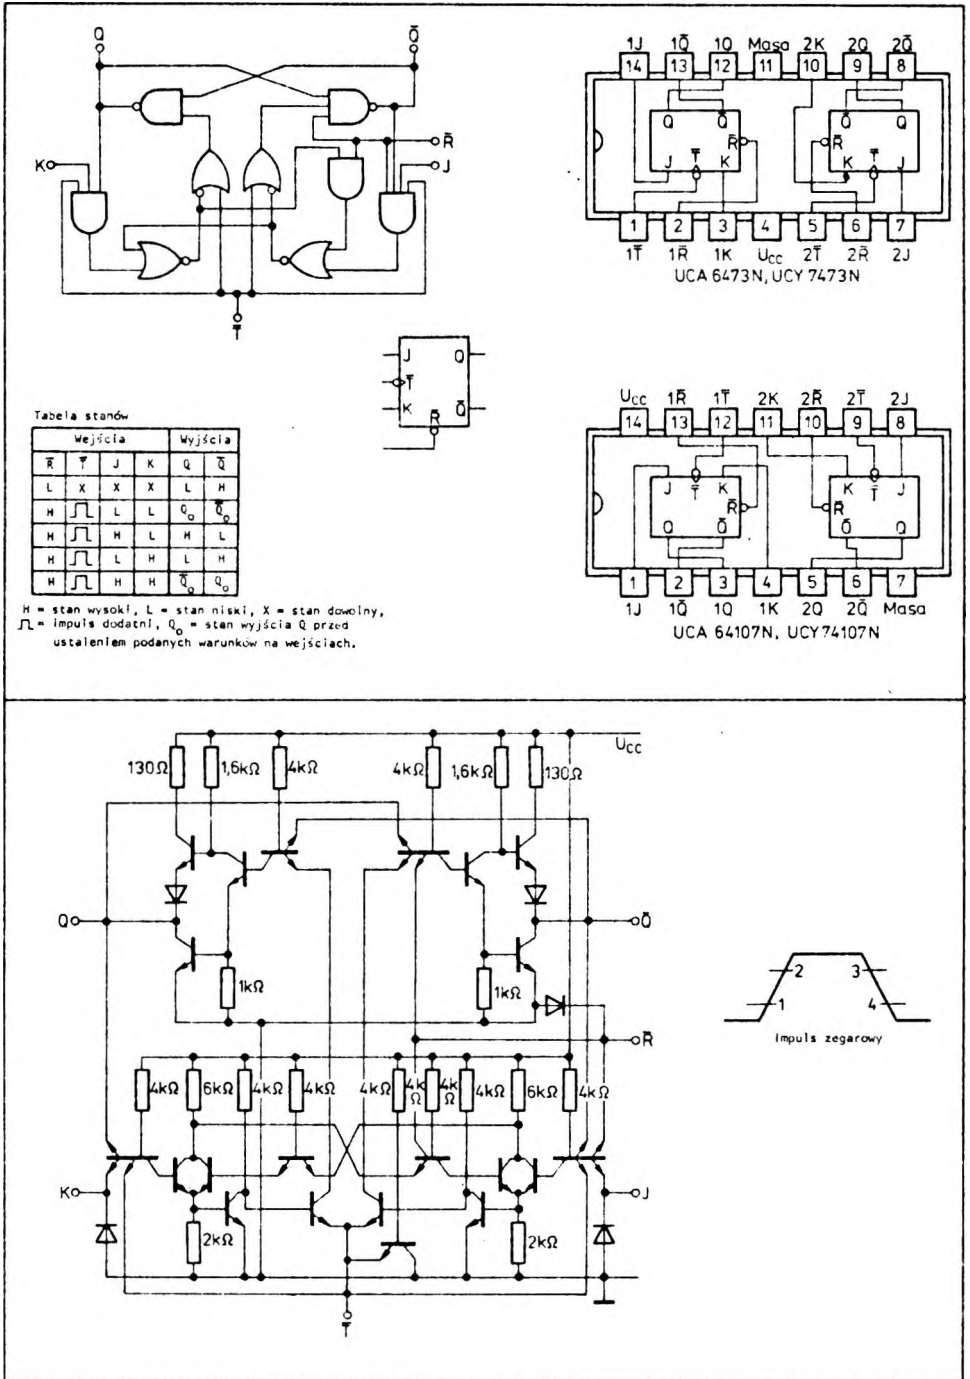 Q Q̄
R̄
K J
T̄
1J 1Q̄ 1Q Masa 2K 2Q 2Q̄
14 13 12 11 10 9 8
Q Q̄ Q̄ Q
R̄ R̄
J T̄ K K T̄ J
1 2 3 4 5 6 7
1T̄ 1R̄ 1K Ucc 2T̄ 2R̄ 2J
UCA 6473N, UCY 7473N
J Q
T̄
K R̄ Q̄
Ucc 1R̄ 1T̄ 2K 2R̄ 2T̄ 2J
14 13 12 11 10 9 8
J T̄ K K T̄ J
R̄ R̄
Q Q̄ Q̄ Q
1 2 3 4 5 6 7
1J 1Q̄ 1Q 1K 2Q 2Q̄ Masa
UCA 64107N, UCY 74107N
Tabela stanów
Wejścia Wyjścia
R̄ T̄ J K Q Q̄
L X X X L H
H L L Q₀ Q̄₀
H H L H L
H L H L H
H H H Q̄₀ Q₀
H = stan wysoki, L = stan niski, X = stan dowolny,
= impuls dodatni, Q₀ = stan wyjścia Q przed
ustaleniem podanych warunków na wejściach.
Ucc
130Ω 1,6kΩ 4kΩ 4kΩ 1,6kΩ 130Ω
Q Q̄
1kΩ 1kΩ
R̄
4kΩ 6kΩ 4kΩ 4kΩ 4kΩ 4kΩ 4kΩ 4kΩ 6kΩ 4kΩ
K J
2kΩ 2kΩ
T̄
2 3
1 4
Impuls zegarowy